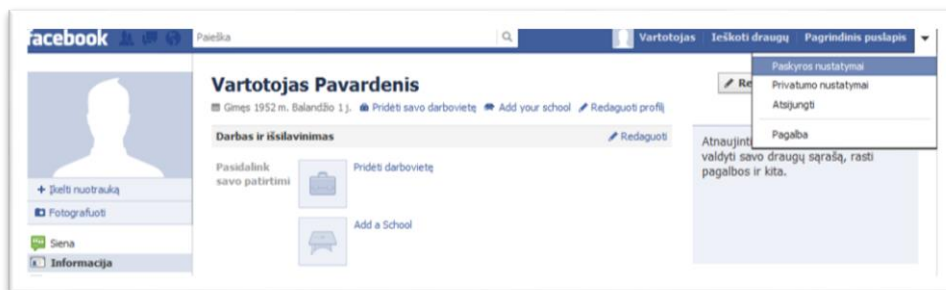 facebook
Paieška
Vartotojas Ieškoti draugų Pagrindinis puslapis
Paskyros nustatymai
Privatumo nustatymai
Atsijungti
Pagalba
Vartotojas Pavardenis
Gimęs 1952 m. Balandžio 1 j. Pridėti savo darbovietę Add your school Redaguoti profilį
Darbas ir išsilavinimas Redaguoti
Pasidalink
savo patirtimi
Pridėti darbovietę
Add a School
+ Įkelti nuotrauką
Fotografuoti
Siena
Informacija
Re
Atnaujinti
valdyti savo draugų sąrašą, rasti
pagalbos ir kita.